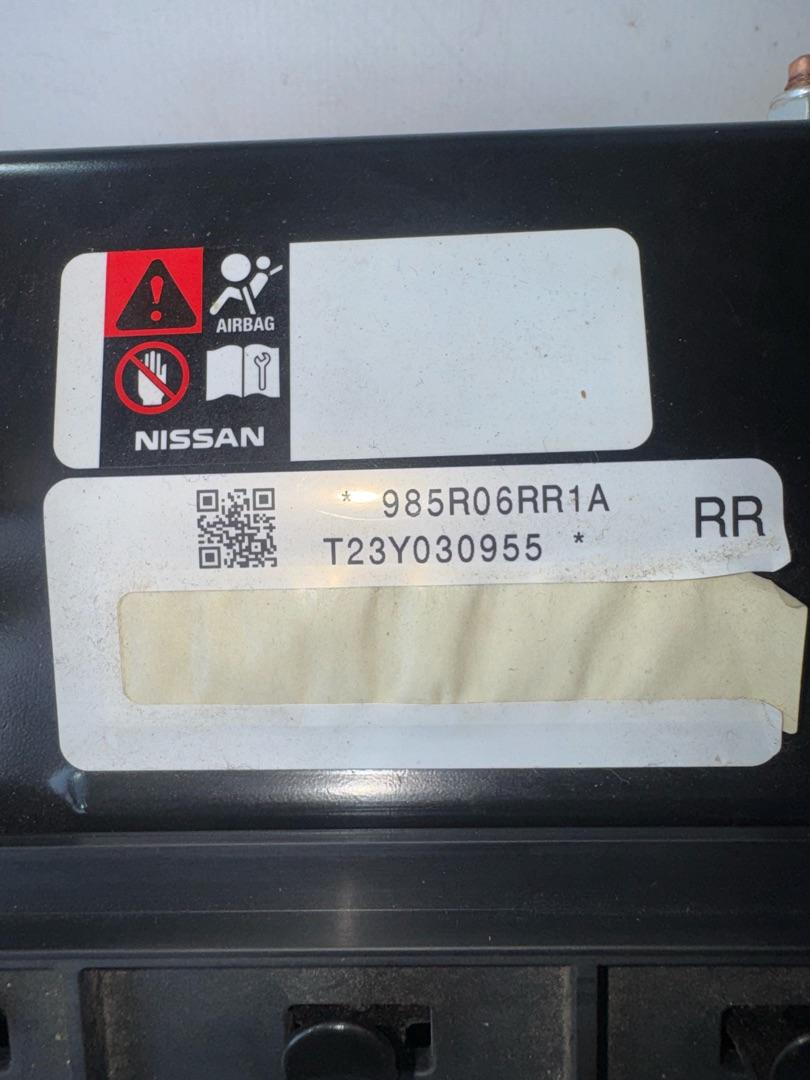 AIRBAG
NISSAN
* 985R06RR1A
T23Y030955 *
RR